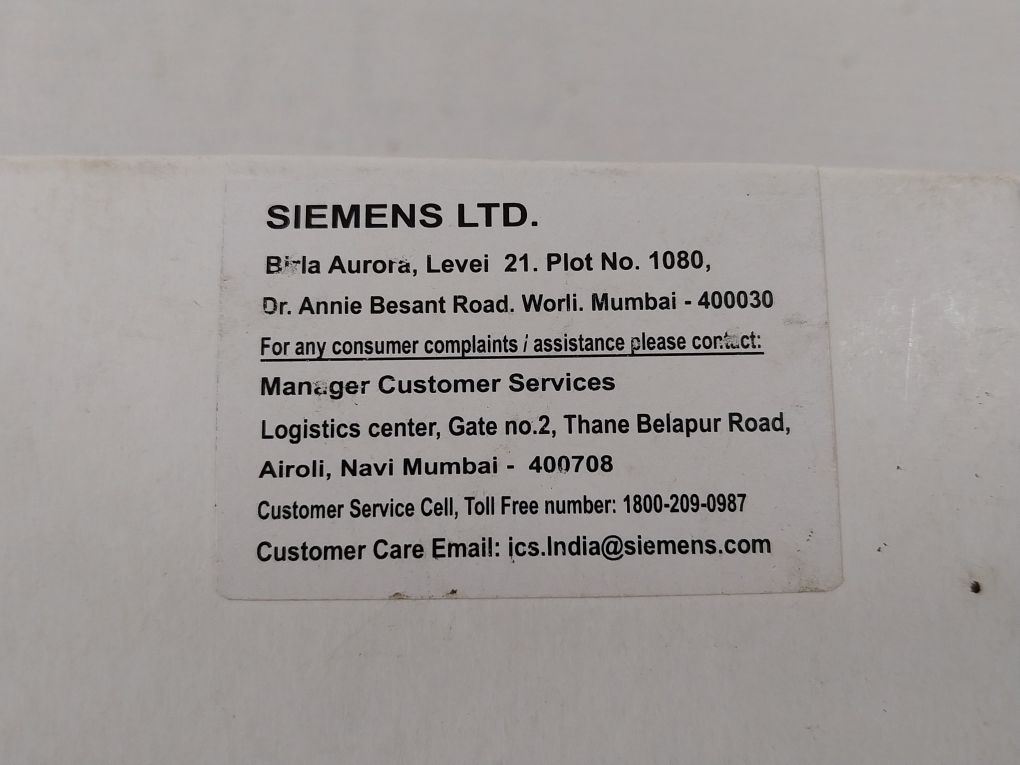 SIEMENS LTD.
Birla Aurora, Level 21. Plot No. 1080,
Dr. Annie Besant Road. Worli. Mumbai - 400030
For any consumer complaints / assistance please contact:
Manager Customer Services
Logistics center, Gate no.2, Thane Belapur Road,
Airoli, Navi Mumbai - 400708
Customer Service Cell, Toll Free number: 1800-209-0987
Customer Care Email: ics.India@siemens.com